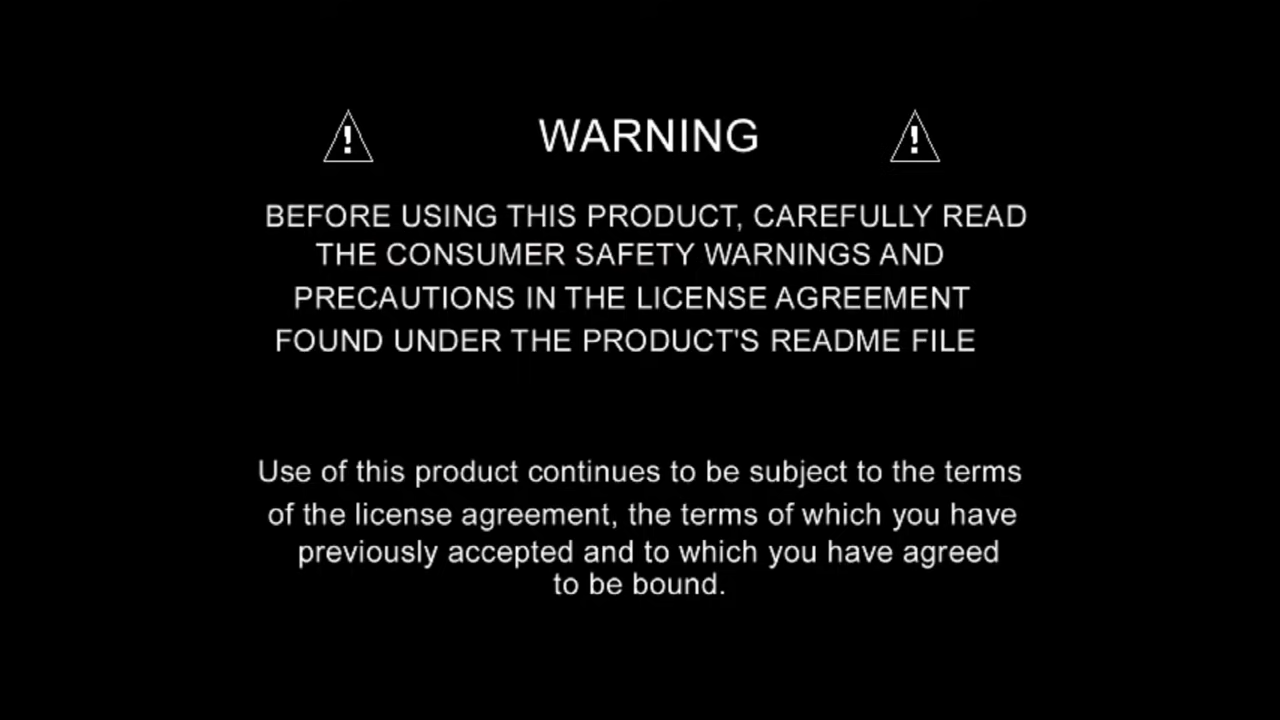 WARNING
BEFORE USING THIS PRODUCT, CAREFULLY READ
THE CONSUMER SAFETY WARNINGS AND
PRECAUTIONS IN THE LICENSE AGREEMENT
FOUND UNDER THE PRODUCT'S README FILE
Use of this product continues to be subject to the terms
of the license agreement, the terms of which you have
previously accepted and to which you have agreed
to be bound.